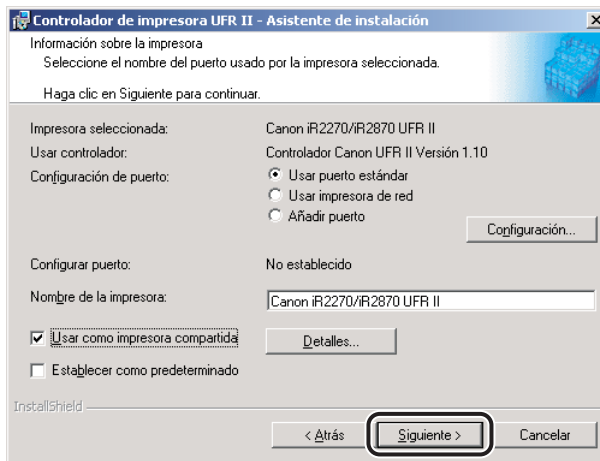 Controlador de impresora UFR II - Asistente de instalación
Información sobre la impresora
Seleccione el nombre del puerto usado por la impresora seleccionada.
Haga clic en Siguiente para continuar.
Impresora seleccionada: Canon iR2270/iR2870 UFR II
Usar controlador: Controlador Canon UFR II Versión 1.10
Configuración de puerto: Usar puerto estándar
Usar impresora de red
Añadir puerto
Configuración...
Configurar puerto: No establecido
Nombre de la impresora: Canon iR2270/iR2870 UFR II
Usar como impresora compartida Detalles...
Establecer como predeterminado
InstallShield
< Atrás Siguiente > Cancelar